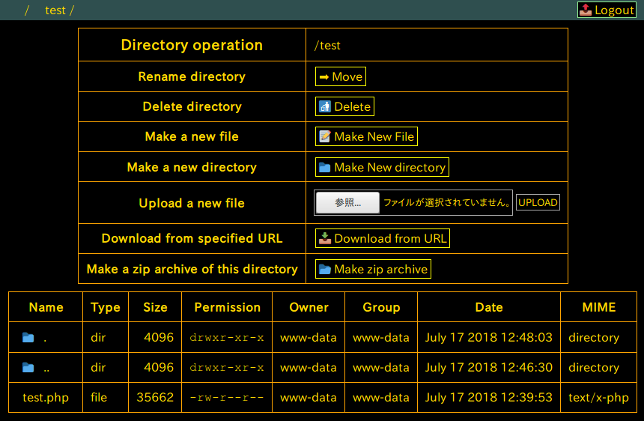 / test / Logout
Directory operation /test
Rename directory Move
Delete directory Delete
Make a new file Make New File
Make a new directory Make New directory
Upload a new file 参照... ファイルが選択されていません。 UPLOAD
Download from specified URL Download from URL
Make a zip archive of this directory Make zip archive
Name Type Size Permission Owner Group Date MIME
. dir 4096 drwxr-xr-x www-data www-data July 17 2018 12:48:03 directory
.. dir 4096 drwxr-xr-x www-data www-data July 17 2018 12:46:30 directory
test.php file 35662 -rw-r--r-- www-data www-data July 17 2018 12:39:53 text/x-php